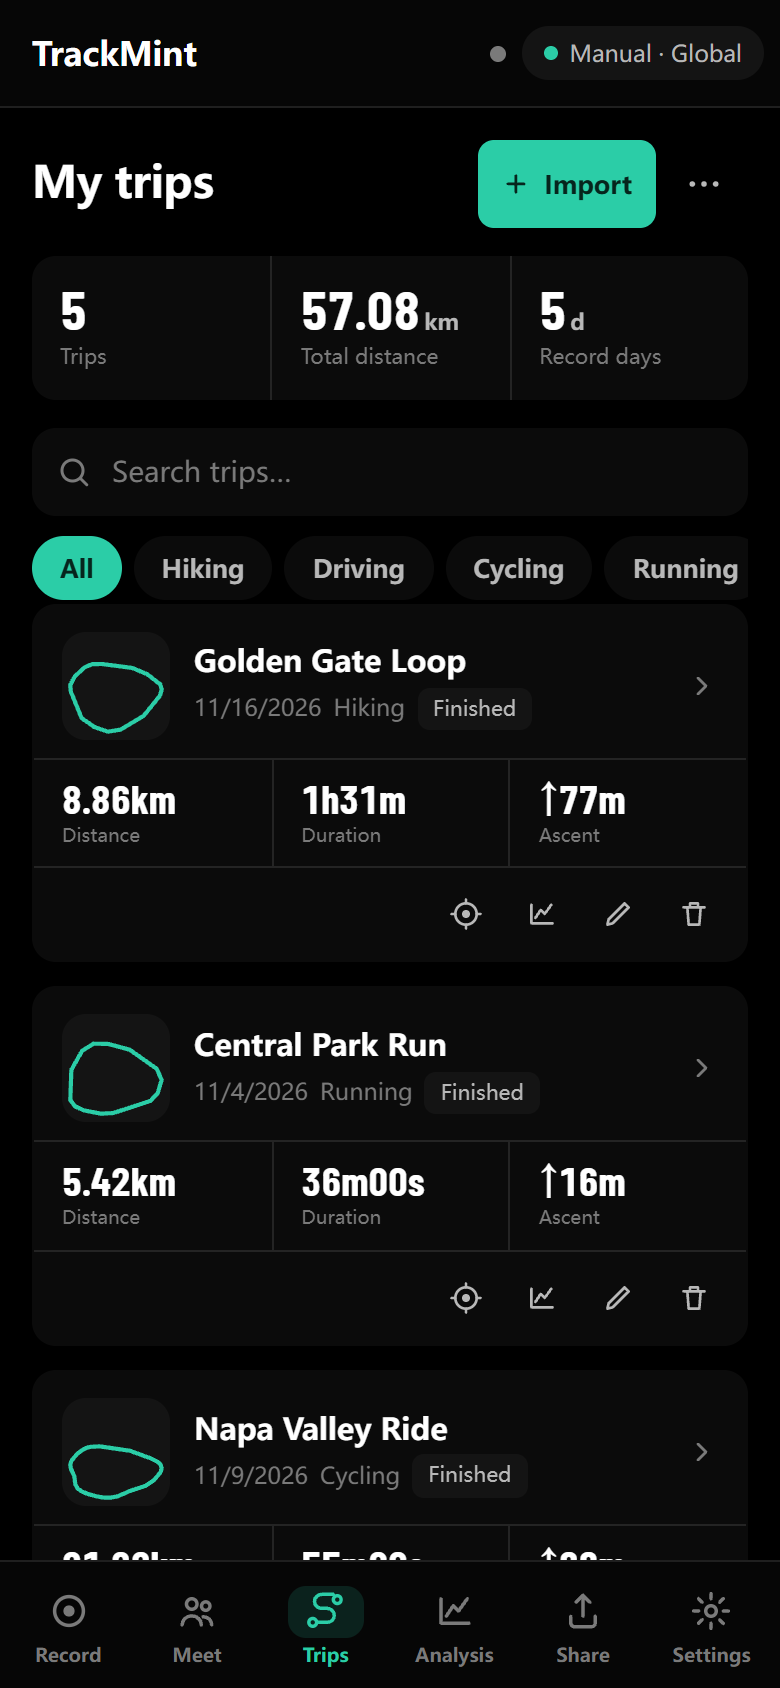 TrackMint
Manual · Global
My trips
+ Import
5
Trips
57.08 km
Total distance
5 d
Record days
Search trips...
All
Hiking
Driving
Cycling
Running
Golden Gate Loop
11/16/2026 Hiking Finished
8.86km
Distance
1h31m
Duration
↑77m
Ascent
Central Park Run
11/4/2026 Running Finished
5.42km
Distance
36m00s
Duration
↑16m
Ascent
Napa Valley Ride
11/9/2026 Cycling Finished
Record
Meet
Trips
Analysis
Share
Settings